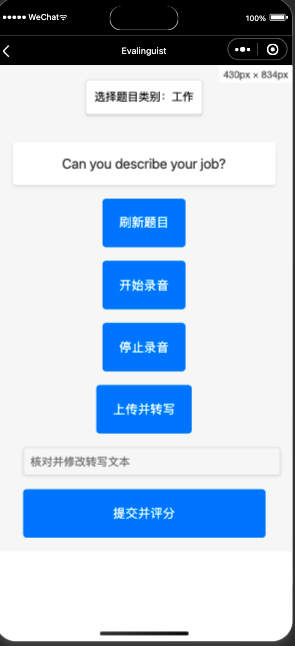 WeChat
100%
Evalinguist
430px × 834px
选择题目类别：工作
Can you describe your job?
刷新题目
开始录音
停止录音
上传并转写
核对并修改转写文本
提交并评分